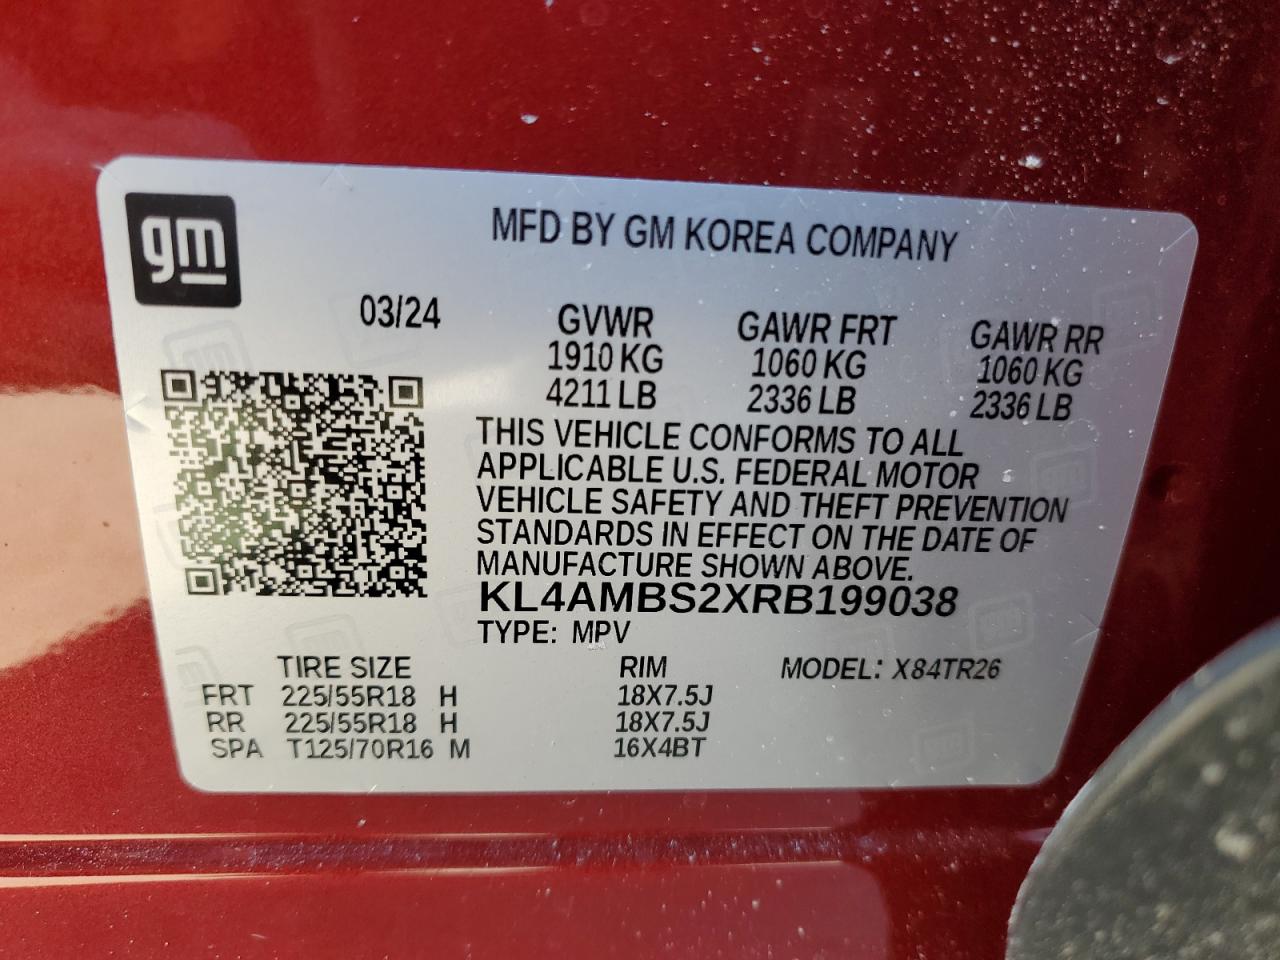 gm
MFD BY GM KOREA COMPANY
03/24 GVWR GAWR FRT GAWR RR
1910 KG 1060 KG 1060 KG
4211 LB 2336 LB 2336 LB
THIS VEHICLE CONFORMS TO ALL
APPLICABLE U.S. FEDERAL MOTOR
VEHICLE SAFETY AND THEFT PREVENTION
STANDARDS IN EFFECT ON THE DATE OF
MANUFACTURE SHOWN ABOVE.
KL4AMBS2XRB199038
TYPE: MPV
TIRE SIZE RIM MODEL: X84TR26
FRT 225/55R18 H 18X7.5J
RR 225/55R18 H 18X7.5J
SPA T125/70R16 M 16X4BT